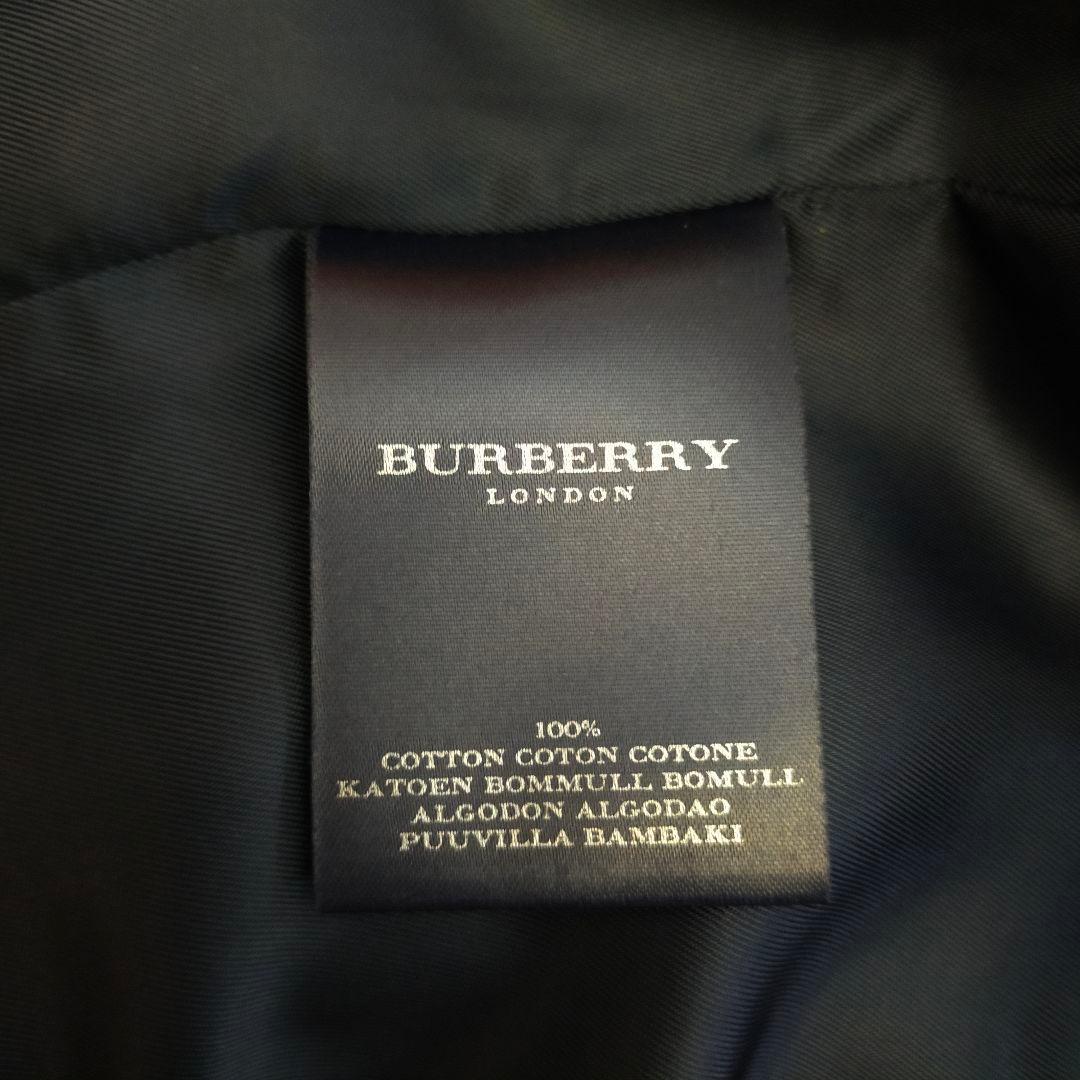 BURBERRY
LONDON
100%
COTTON COTON COTONE
KATOEN BOMMULL BOMULL
ALGODON ALGODAO
PUUVILLA BAMBAKI